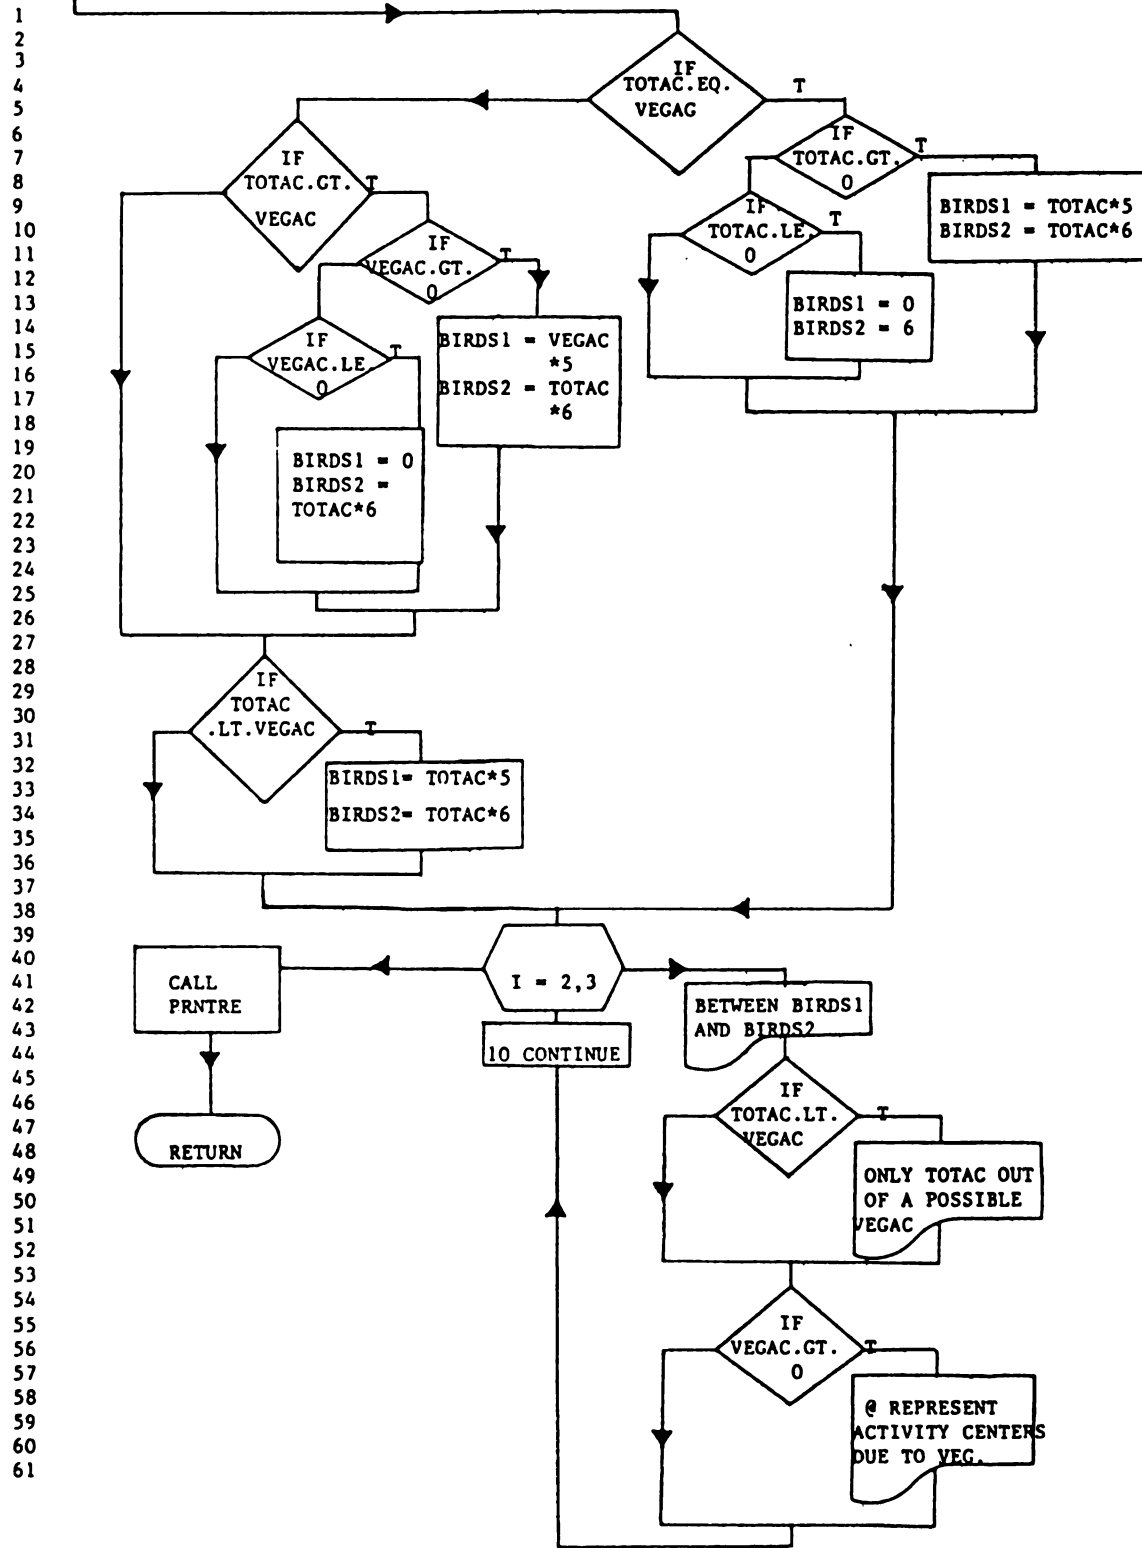 1
2
3
4
5
6
7
8
9
10
11
12
13
14
15
16
17
18
19
20
21
22
23
24
25
26
27
28
29
30
31
32
33
34
35
36
37
38
39
40
41
42
43
44
45
46
47
48
49
50
51
52
53
54
55
56
57
58
59
60
61
IF
TOTAC.EQ.
VEGAG
T
IF
TOTAC.GT.
0
T
BIRDS1 = TOTAC*5
BIRDS2 = TOTAC*6
IF
TOTAC.LE.
0
T
BIRDS1 = 0
BIRDS2 = 6
IF
TOTAC.GT.
VEGAC
T
IF
VEGAC.GT.
0
T
BIRDS1 = VEGAC
*5
BIRDS2 = TOTAC
*6
IF
VEGAC.LE.
0
T
BIRDS1 = 0
BIRDS2 =
TOTAC*6
IF
TOTAC
.LT.VEGAC
T
BIRDS1= TOTAC*5
BIRDS2= TOTAC*6
I = 2,3
CALL
PRNTRE
RETURN
10 CONTINUE
BETWEEN BIRDS1
AND BIRDS2
IF
TOTAC.LT.
VEGAC
T
ONLY TOTAC OUT
OF A POSSIBLE
VEGAC
IF
VEGAC.GT.
0
T
@ REPRESENT
ACTIVITY CENTERS
DUE TO VEG.